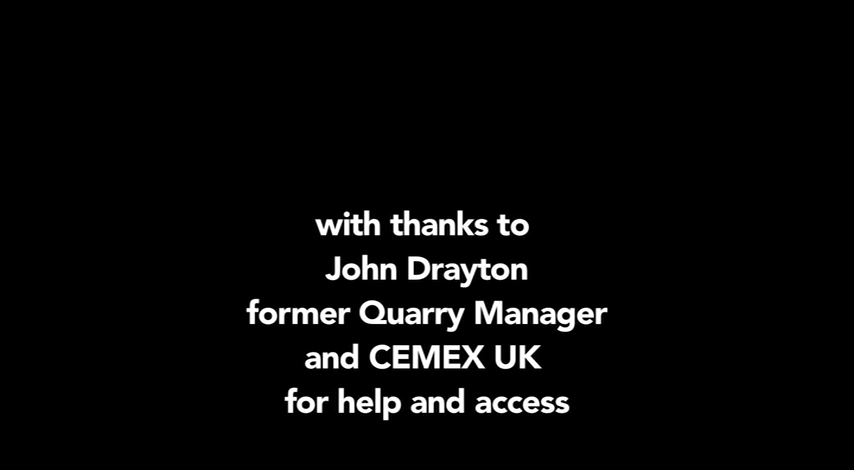 with thanks to
John Drayton
former Quarry Manager
and CEMEX UK
for help and access